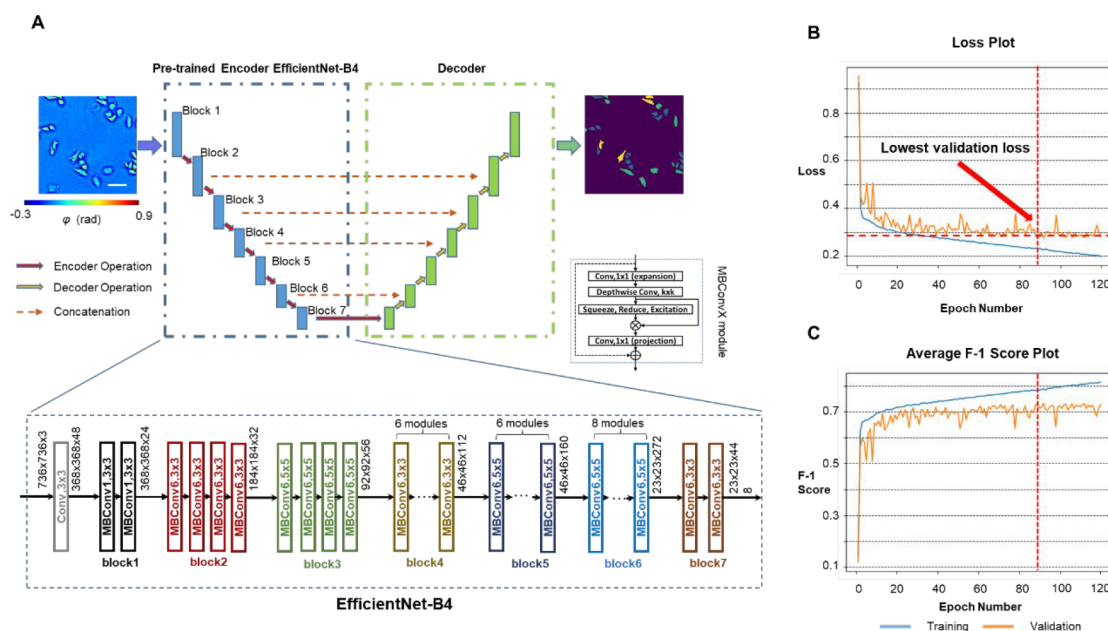 A
Pre-trained Encoder EfficientNet-B4
Decoder
Block 1
Block 2
Block 3
Block 4
Block 5
Block 6
Block 7
-0.3
φ (rad)
0.9
Encoder Operation
Decoder Operation
Concatenation
Conv,1x1 (expansion)
Depthwise Conv, kxk
Squeeze, Reduce, Excitation
Conv,1x1 (projection)
MBConvX module
736x736x3
Conv,3x3
368x368x48
MBConv1,3x3
MBConv1,3x3
368x368x24
block1
MBConv6,3x3
MBConv6,3x3
MBConv6,3x3
MBConv6,3x3
184x184x32
block2
MBConv6,5x5
MBConv6,5x5
MBConv6,5x5
MBConv6,5x5
92x92x56
block3
6 modules
MBConv6,3x3
MBConv6,3x3
46x46x112
block4
6 modules
MBConv6,5x5
MBConv6,5x5
46x46x160
block5
8 modules
MBConv6,5x5
MBConv6,5x5
23x23x272
block6
MBConv6,3x3
MBConv6,3x3
23x23x44
8
block7
EfficientNet-B4
B
Loss Plot
0.8
0.6
Loss
0.4
0.2
Lowest validation loss
0 20 40 60 80 100 120
Epoch Number
C
Average F-1 Score Plot
0.7
0.5
F-1
Score
0.7
0.3
0.1
0 20 40 60 80 100 120
Epoch Number
Training
Validation